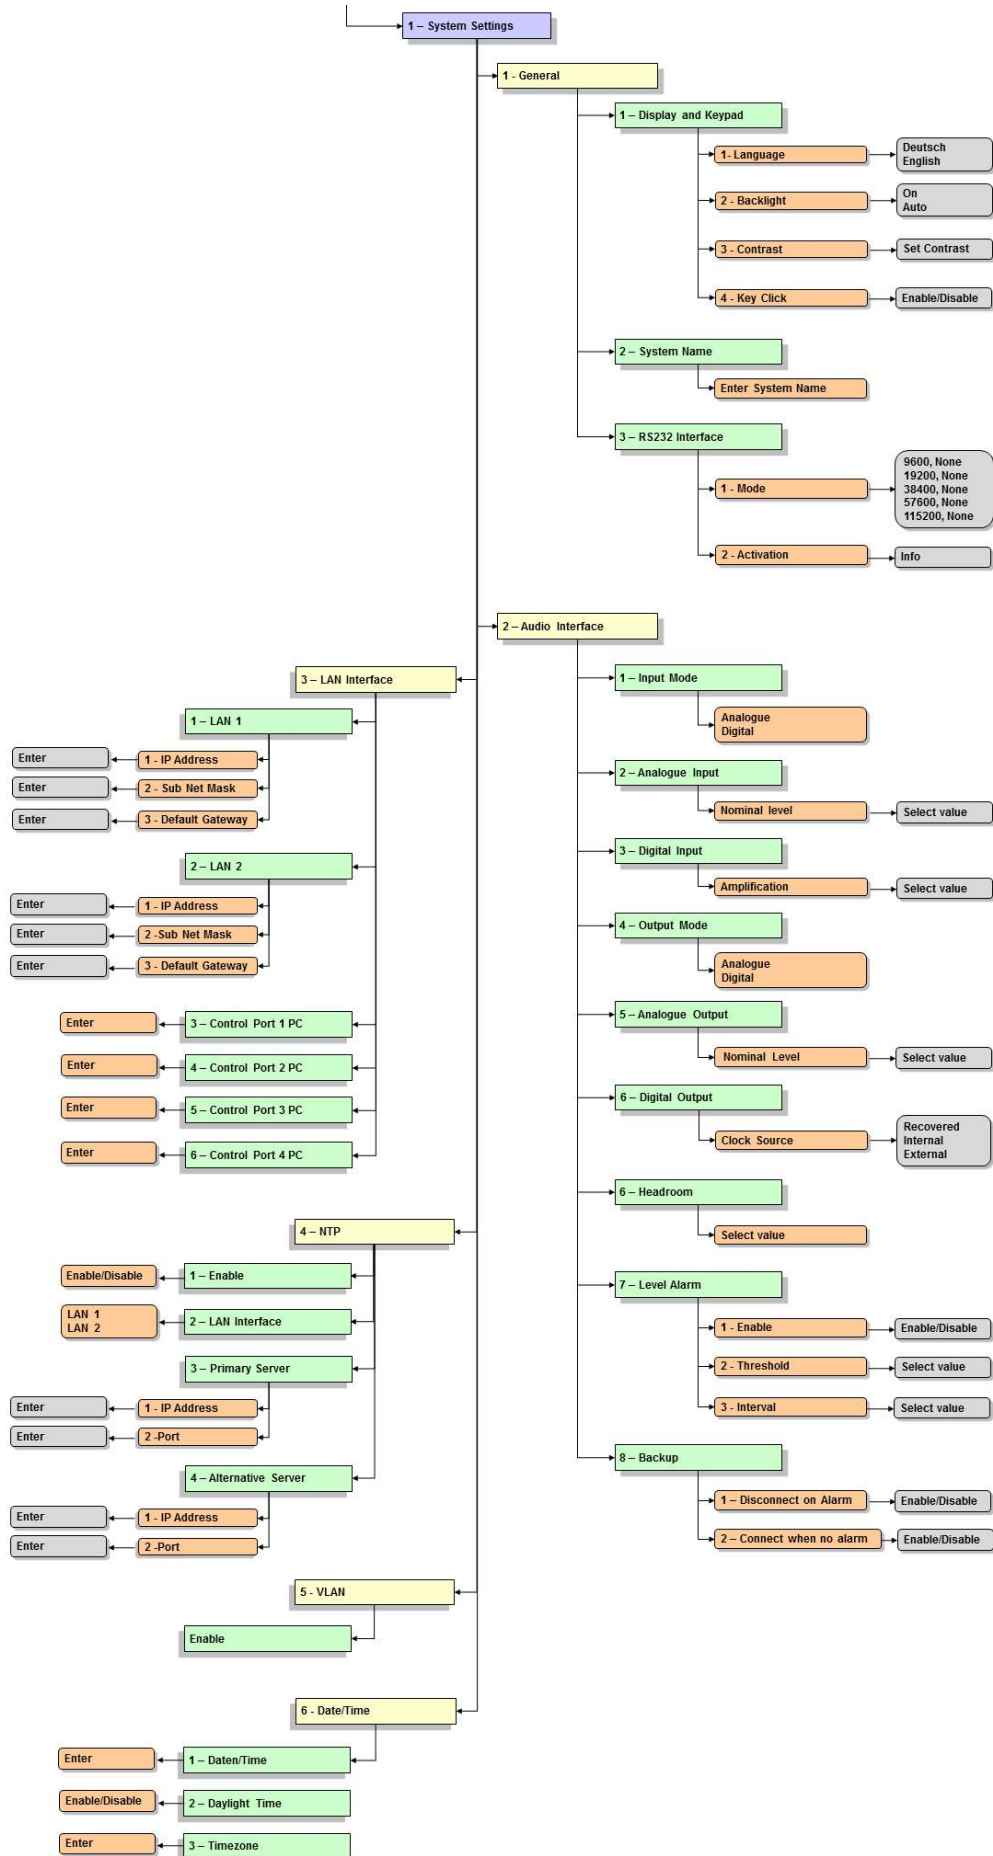 1 – System Settings
1 - General
1 – Display and Keypad
1- Language
Deutsch
English
2 - Backlight
On
Auto
3 - Contrast
Set Contrast
4 - Key Click
Enable/Disable
2 – System Name
Enter System Name
3 – RS232 Interface
1 - Mode
9600, None
19200, None
38400, None
57600, None
115200, None
2 - Activation
Info
2 – Audio Interface
1 – Input Mode
Analogue
Digital
2 – Analogue Input
Nominal level
Select value
3 – Digital Input
Amplification
Select value
4 – Output Mode
Analogue
Digital
5 – Analogue Output
Nominal Level
Select value
6 – Digital Output
Clock Source
Recovered
Internal
External
6 – Headroom
Select value
7 – Level Alarm
1 - Enable
Enable/Disable
2 - Threshold
Select value
3 - Interval
Select value
8 – Backup
1 – Disconnect on Alarm
Enable/Disable
2 – Connect when no alarm
Enable/Disable
3 – LAN Interface
1 – LAN 1
Enter
1 - IP Address
Enter
2 - Sub Net Mask
Enter
3 - Default Gateway
2 – LAN 2
Enter
1 - IP Address
Enter
2 -Sub Net Mask
Enter
3 - Default Gateway
Enter
3 – Control Port 1 PC
Enter
4 – Control Port 2 PC
Enter
5 – Control Port 3 PC
Enter
6 – Control Port 4 PC
4 – NTP
Enable/Disable
1 – Enable
LAN 1
LAN 2
2 – LAN Interface
3 – Primary Server
Enter
1 - IP Address
Enter
2 -Port
4 – Alternative Server
Enter
1 - IP Address
Enter
2 -Port
5 - VLAN
Enable
6 - Date/Time
Enter
1 – Daten/Time
Enable/Disable
2 – Daylight Time
Enter
3 – Timezone